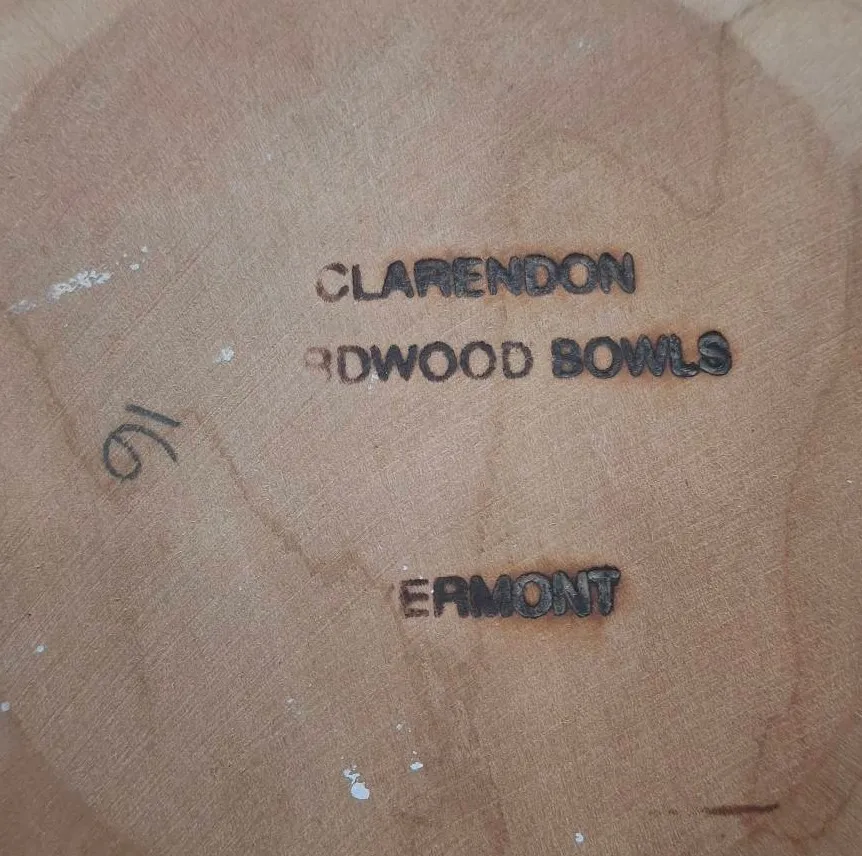 CLARENDON
RDWOOD BOWLS
16
ERMONT